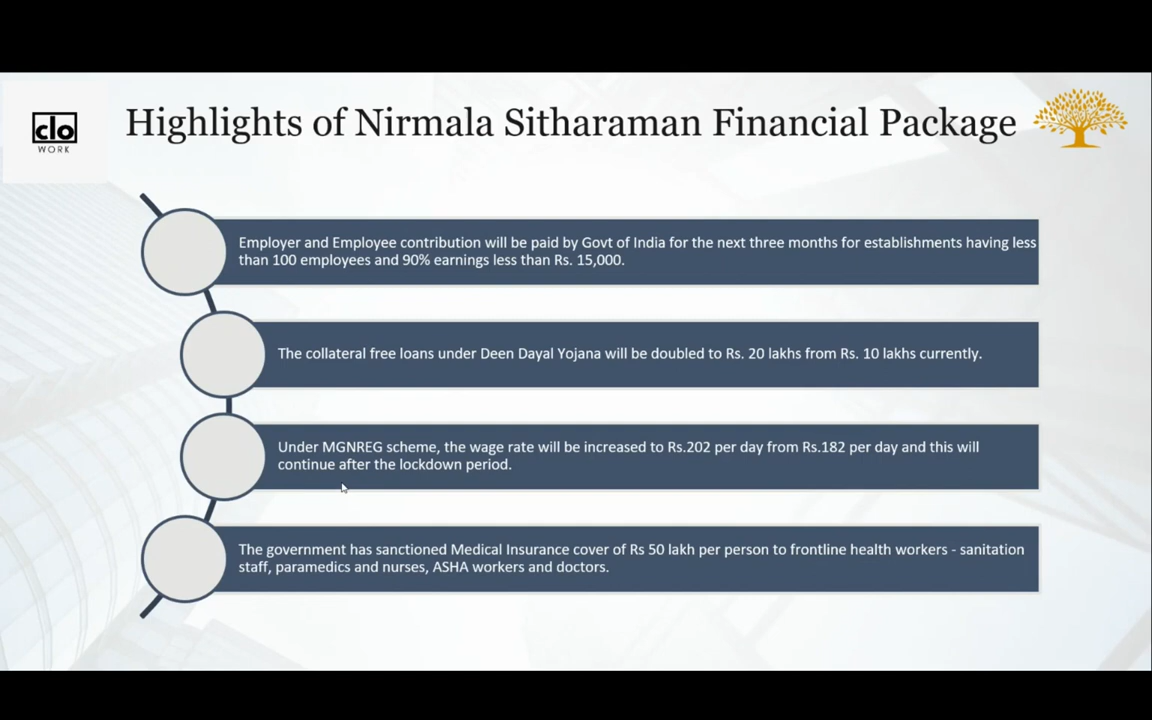 clo
WORK
Highlights of Nirmala Sitharaman Financial Package
Employer and Employee contribution will be paid by Govt of India for the next three months for establishments having less
than 100 employees and 90% earnings less than Rs. 15,000.
The collateral free loans under Deen Dayal Yojana will be doubled to Rs. 20 lakhs from Rs. 10 lakhs currently.
Under MGNREG scheme, the wage rate will be increased to Rs.202 per day from Rs.182 per day and this will
continue after the lockdown period.
The government has sanctioned Medical Insurance cover of Rs 50 lakh per person to frontline health workers - sanitation
staff, paramedics and nurses, ASHA workers and doctors.